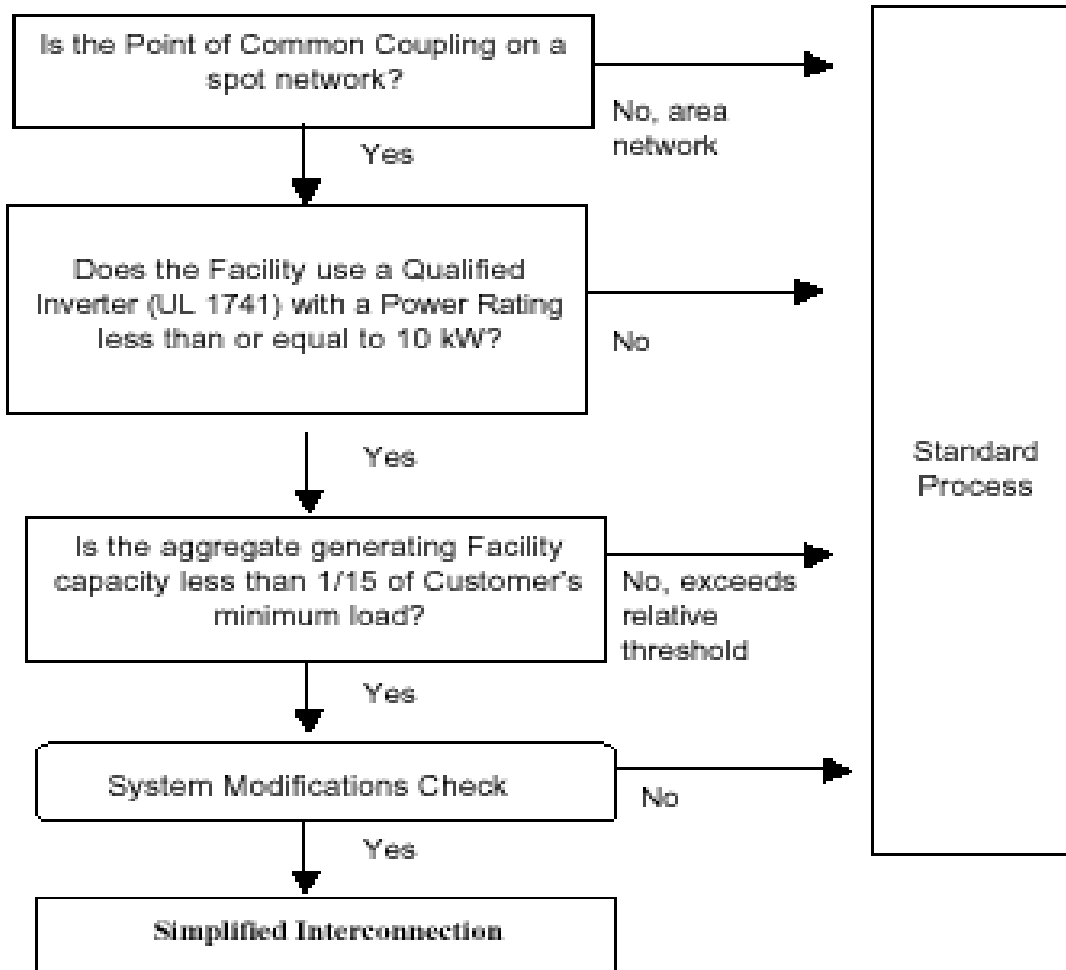 Is the Point of Common Coupling on a
spot network?
No, area
network
Yes
Does the Facility use a Qualified
Inverter (UL 1741) with a Power Rating
less than or equal to 10 kW?
No
Yes
Standard
Process
Is the aggregate generating Facility
capacity less than 1/15 of Customer's
minimum load?
No, exceeds
relative
threshold
Yes
System Modifications Check
No
Yes
Simplified Interconnection